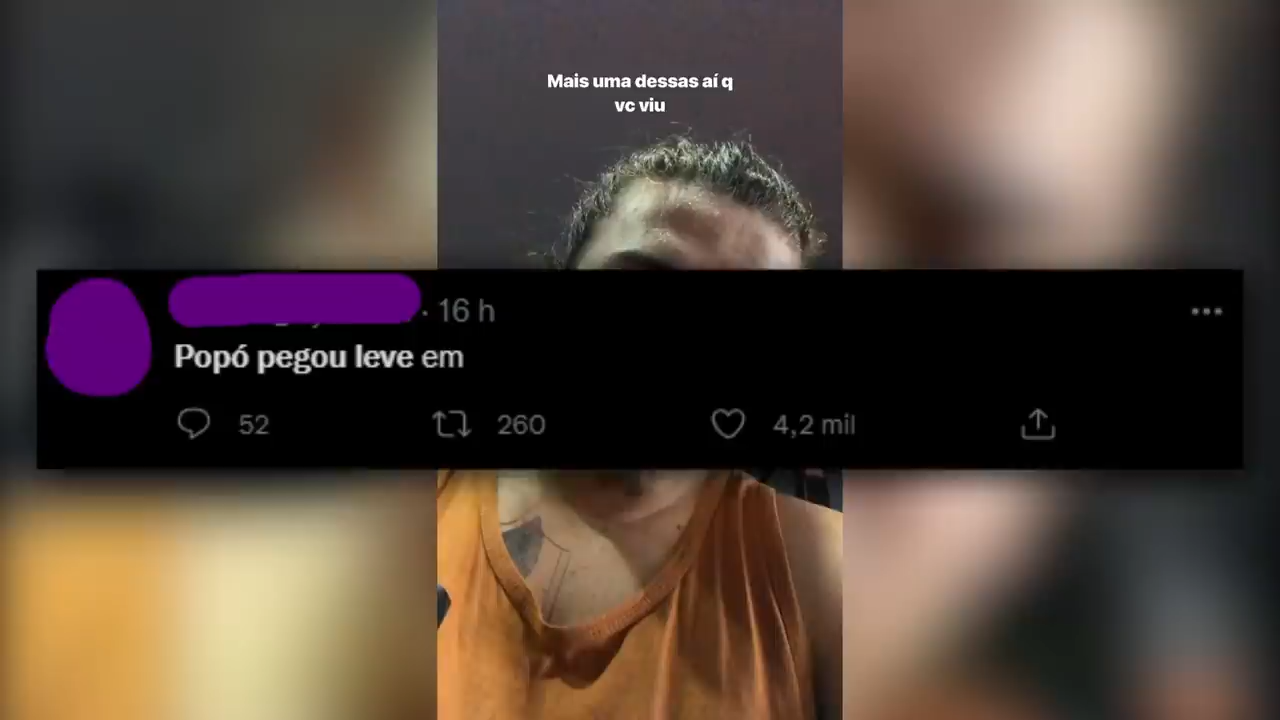 Mais uma dessas aí q
vc viu
· 16 h
Popó pegou leve em
52 260 4,2 mil